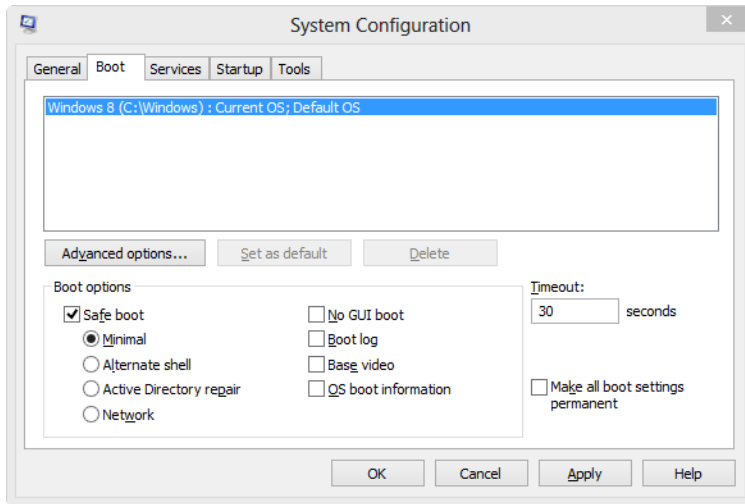 System Configuration
General Boot Services Startup Tools
Windows 8 (C:\Windows) : Current OS; Default OS
Advanced options... Set as default Delete
Boot options Timeout:
Safe boot No GUI boot 30 seconds
Minimal Boot log
Alternate shell Base video
Active Directory repair OS boot information Make all boot settings
permanent
Network
OK Cancel Apply Help